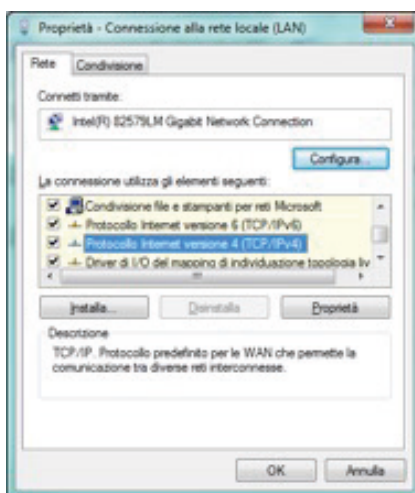 Proprietà - Connessione alla rete locale (LAN)
Rete Condivisione
Connetti tramite:
Intel(R) 82579LM Gigabit Network Connection
Configura...
La connessione utilizza gli elementi seguenti:
Condivisione file e stampanti per reti Microsoft
Protocollo Internet versione 6 (TCP/IPv6)
Protocollo Internet versione 4 (TCP/IPv4)
Driver di I/O del mapping di individuazione topologia liv
Installa... Disinstalla Proprietà
Descrizione
TCP/IP. Protocollo predefinito per le WAN che permette la
comunicazione tra diverse reti interconnesse.
OK Annulla